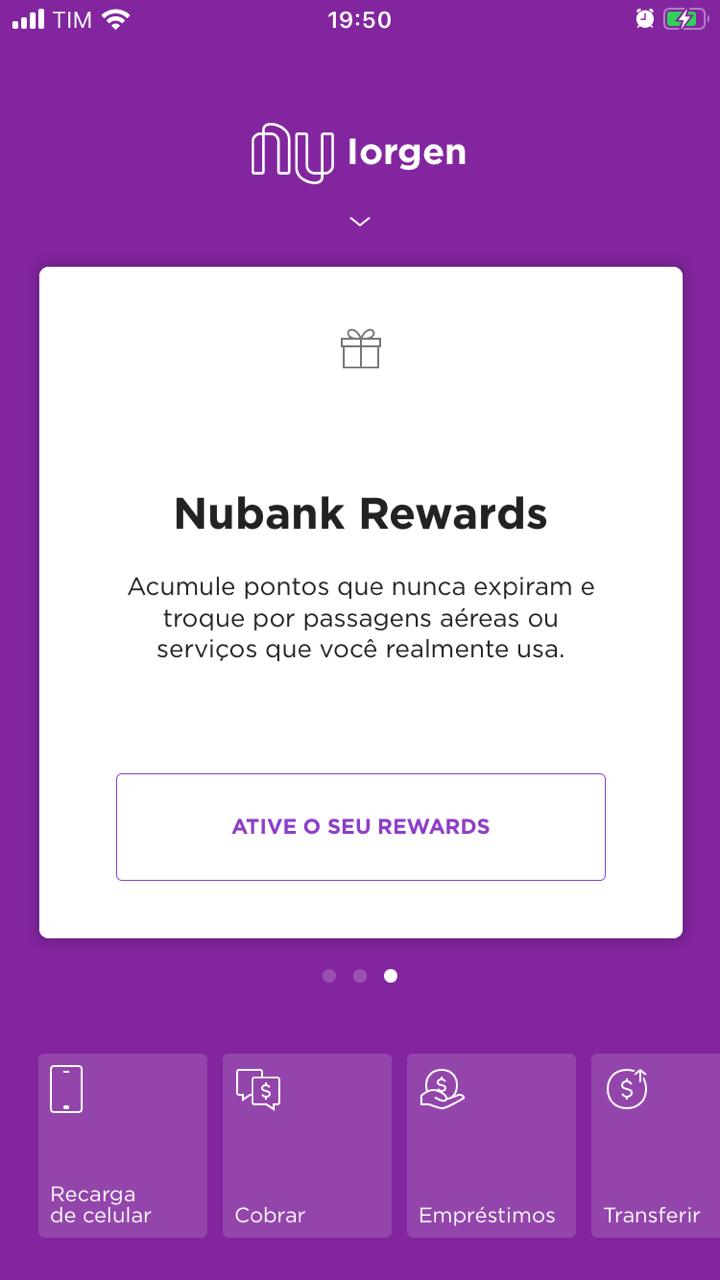 TIM
19:50
nu Iorgen
Nubank Rewards
Acumule pontos que nunca expiram e
troque por passagens aéreas ou
serviços que você realmente usa.
ATIVE O SEU REWARDS
Recarga
de celular
Cobrar
Empréstimos
Transferir